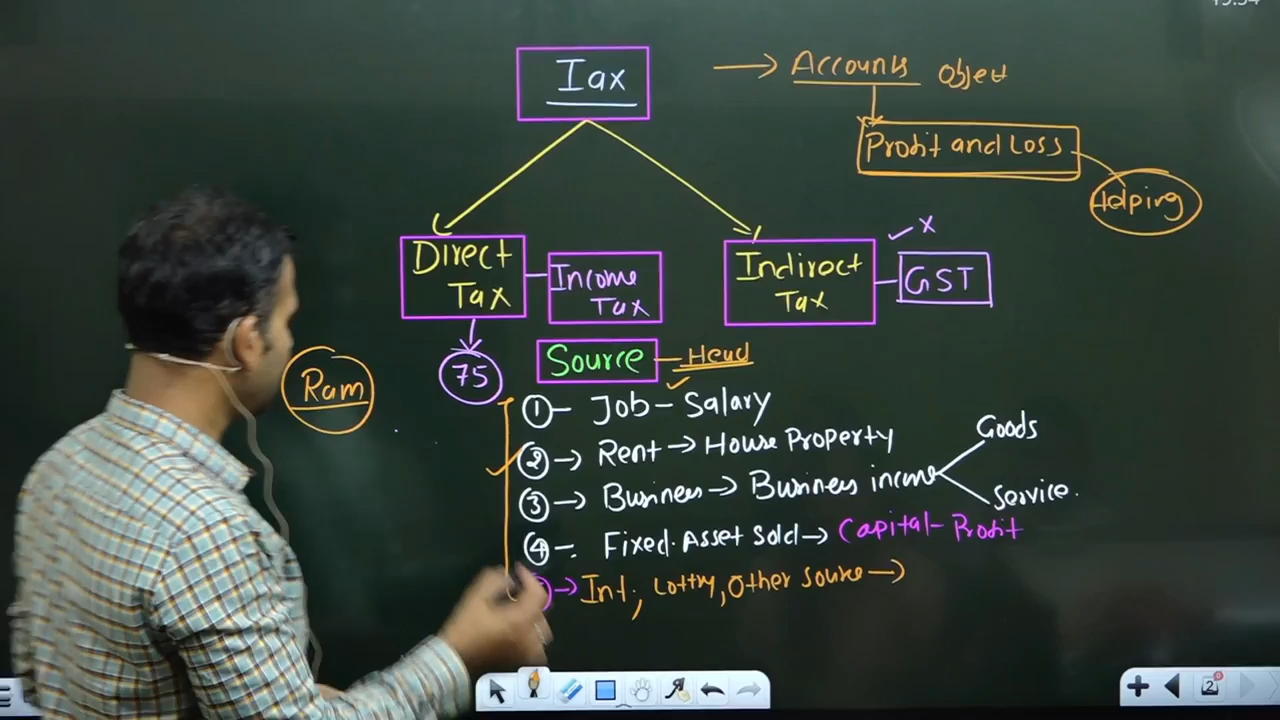 Tax
→ Accounts Object
Profit and Loss
Helping
Direct Tax
Income Tax
Indirect Tax
✓ x
GST
Ram
75
Source — Head
① - Job - Salary
② → Rent → House Property
③ → Business → Business income
Goods
Service.
④ - Fixed Asset Sold → Capital - Profit
→ Int, Lottry, Other Source →
2